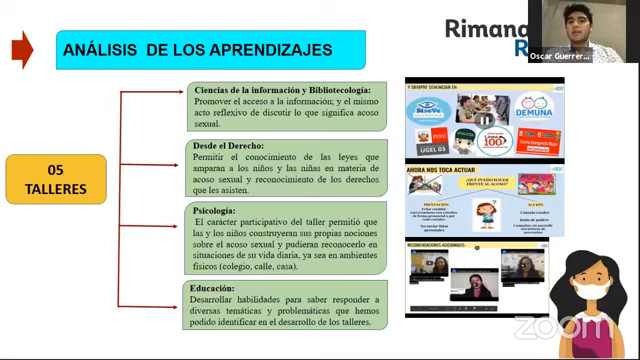 Rimana
R
Oscar Guerrer...
ANÁLISIS DE LOS APRENDIZAJES
05
TALLERES
Ciencias de la información y Bibliotecología:
Promover el acceso a la información; y el mismo
acto reflexivo de discutir lo que significa acoso
sexual.
Desde el Derecho:
Permitir el conocimiento de las leyes que
amparan a los niños y las niñas en materia de
acoso sexual y reconocimiento de los derechos
que les asisten.
Psicología:
El carácter participativo del taller permitió que
las y los niños construyeran sus propias nociones
sobre el acoso sexual y pudieran reconocerlo en
situaciones de su vida diaria, ya sea en ambientes
físicos (colegio, calle, casa).
Educación:
Desarrollar habilidades para saber responder a
diversas temáticas y problemáticas que hemos
podido identificar en el desarrollo de los talleres.
Y SIEMPRE DENUNCIAR EN:
SíseVe
DEMUNA
PERÚ
UGEL 03
POLICÍA
100
AHORA NOS TOCA ACTUAR
¿QUÉ PUEDO HACER
FRENTE AL ACOSO?
PREVENCIÓN
ACCIÓN
RECOMENDACIONES ADICIONALES:
zoom